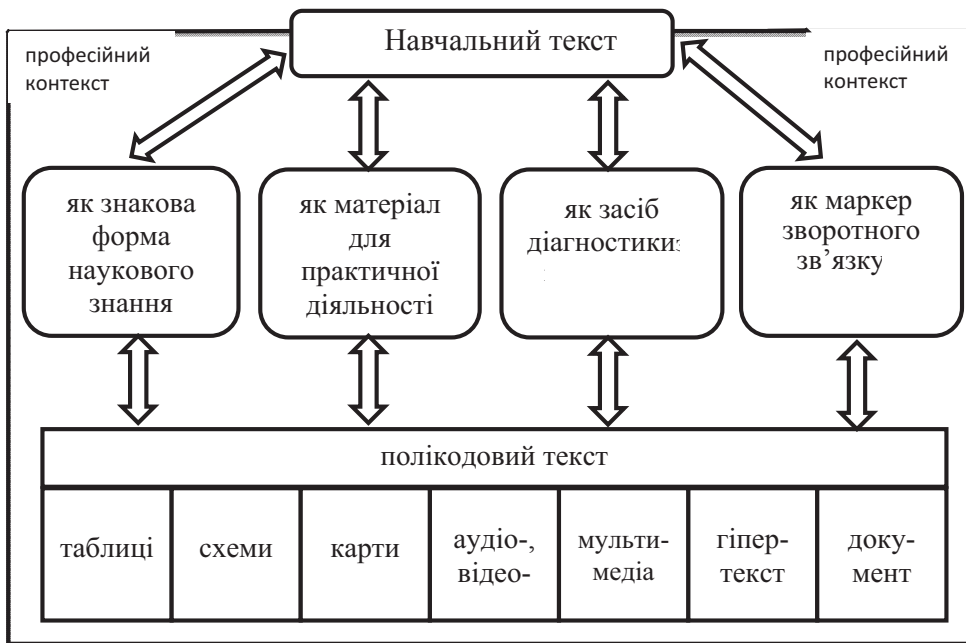 Навчальний текст
професійний
контекст
професійний
контекст
як знакова
форма
наукового
знання
як матеріал
для
практичної
діяльності
як засіб
діагностики
як маркер
зворотного
зв’язку
полікодовий текст
таблиці
схеми
карти
аудіо-,
відео-
мульти-
медіа
гіпер-
текст
доку-
мент